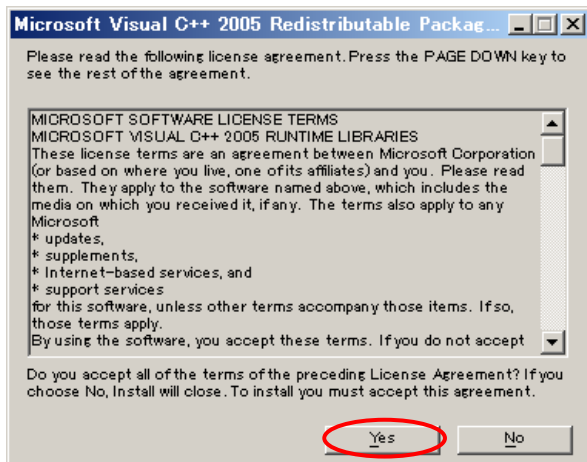 Microsoft Visual C++ 2005 Redistributable Packag...
Please read the following license agreement. Press the PAGE DOWN key to
see the rest of the agreement.
MICROSOFT SOFTWARE LICENSE TERMS
MICROSOFT VISUAL C++ 2005 RUNTIME LIBRARIES
These license terms are an agreement between Microsoft Corporation
(or based on where you live, one of its affiliates) and you. Please read
them. They apply to the software named above, which includes the
media on which you received it, if any. The terms also apply to any
Microsoft
* updates,
* supplements,
* Internet-based services, and
* support services
for this software, unless other terms accompany those items. If so,
those terms apply.
By using the software, you accept these terms. If you do not accept
Do you accept all of the terms of the preceding License Agreement? If you
choose No, Install will close. To install you must accept this agreement.
Yes
No